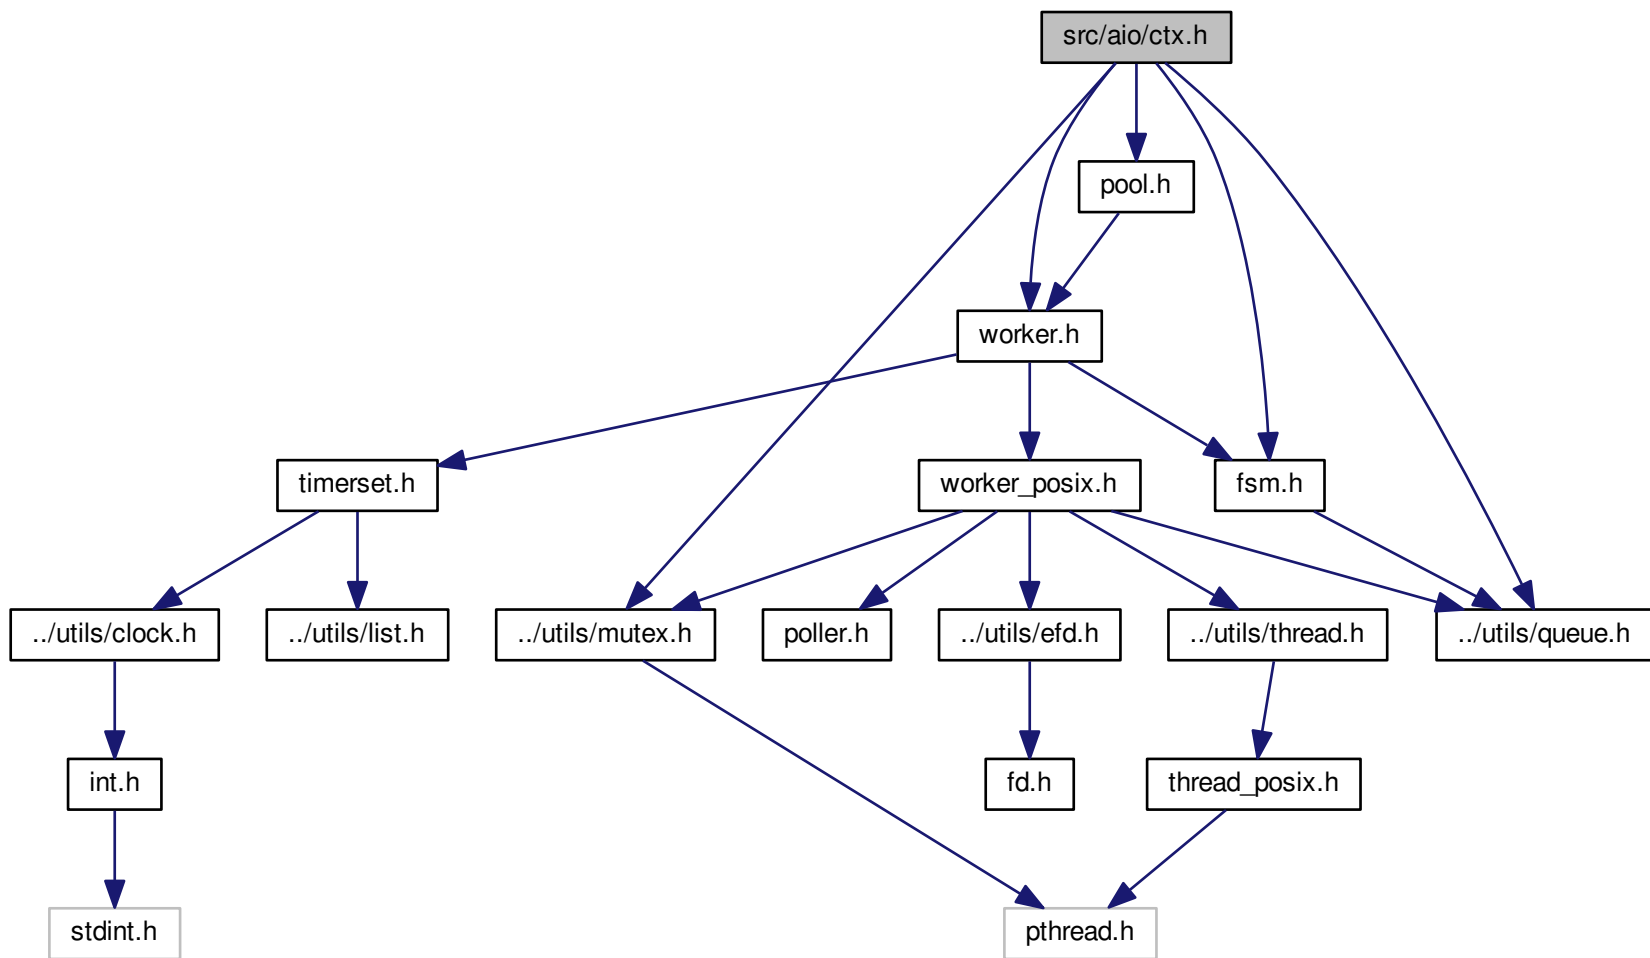 src/aio/ctx.h
pool.h
worker.h
timerset.h
worker_posix.h
fsm.h
../utils/clock.h
../utils/list.h
../utils/mutex.h
poller.h
../utils/efd.h
../utils/thread.h
../utils/queue.h
int.h
fd.h
thread_posix.h
stdint.h
pthread.h